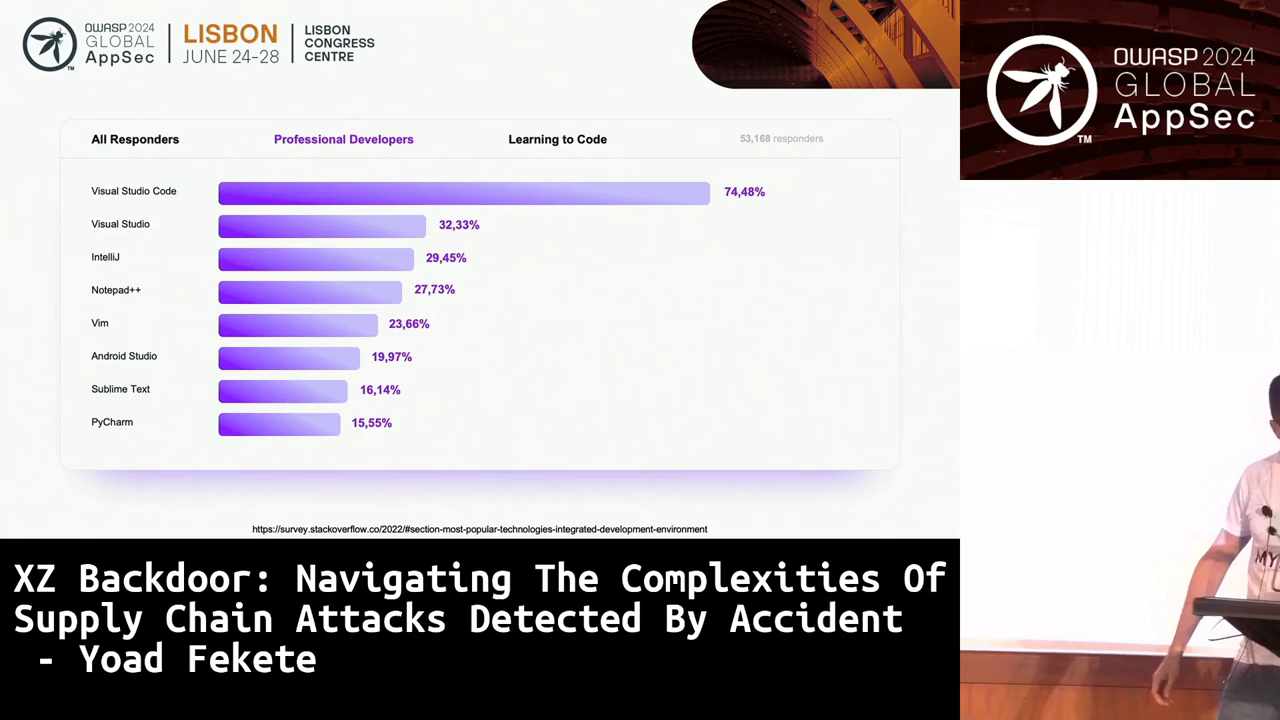 OWASP 2024
GLOBAL
AppSec
TM
LISBON
JUNE 24-28
LISBON
CONGRESS
CENTRE
OWASP 2024
GLOBAL
AppSec
TM
All Responders
Professional Developers
Learning to Code
53,168 responders
Visual Studio Code 74,48%
Visual Studio 32,33%
IntelliJ 29,45%
Notepad++ 27,73%
Vim 23,66%
Android Studio 19,97%
Sublime Text 16,14%
PyCharm 15,55%
https://survey.stackoverflow.co/2022/#section-most-popular-technologies-integrated-development-environment
XZ Backdoor: Navigating The Complexities Of
Supply Chain Attacks Detected By Accident
- Yoad Fekete